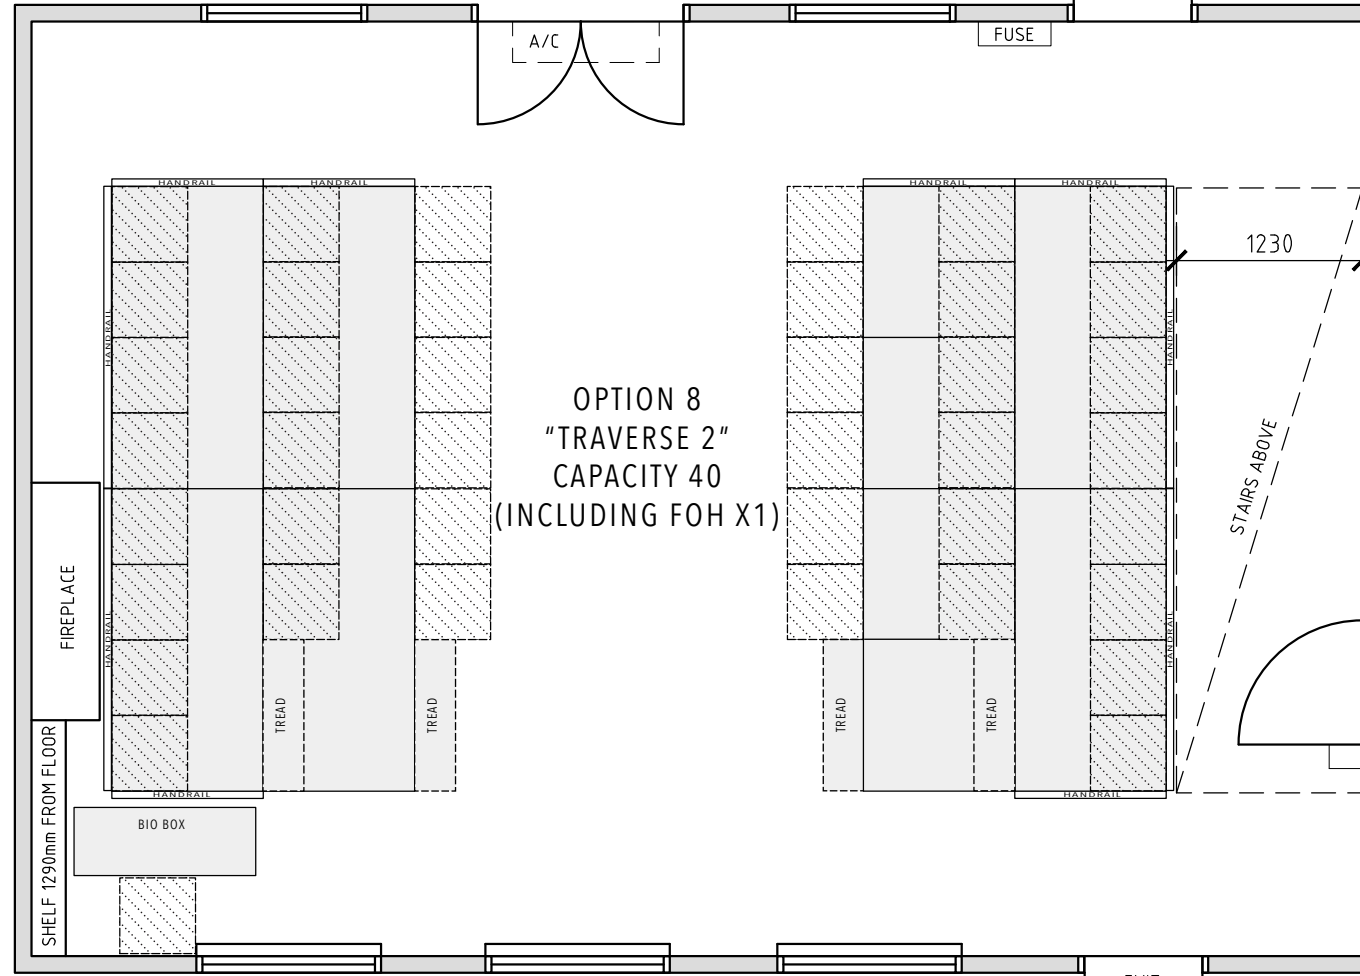 A/C
FUSE
HANDRAIL
HANDRAIL
HANDRAIL
HANDRAIL
1230
HANDRAIL
HANDRAIL
OPTION 8
"TRAVERSE 2"
CAPACITY 40
(INCLUDING FOH X1)
STAIRS ABOVE
FIREPLACE
HANDRAIL
HANDRAIL
TREAD
TREAD
TREAD
TREAD
SHELF 1290mm FROM FLOOR
HANDRAIL
HANDRAIL
BIO BOX